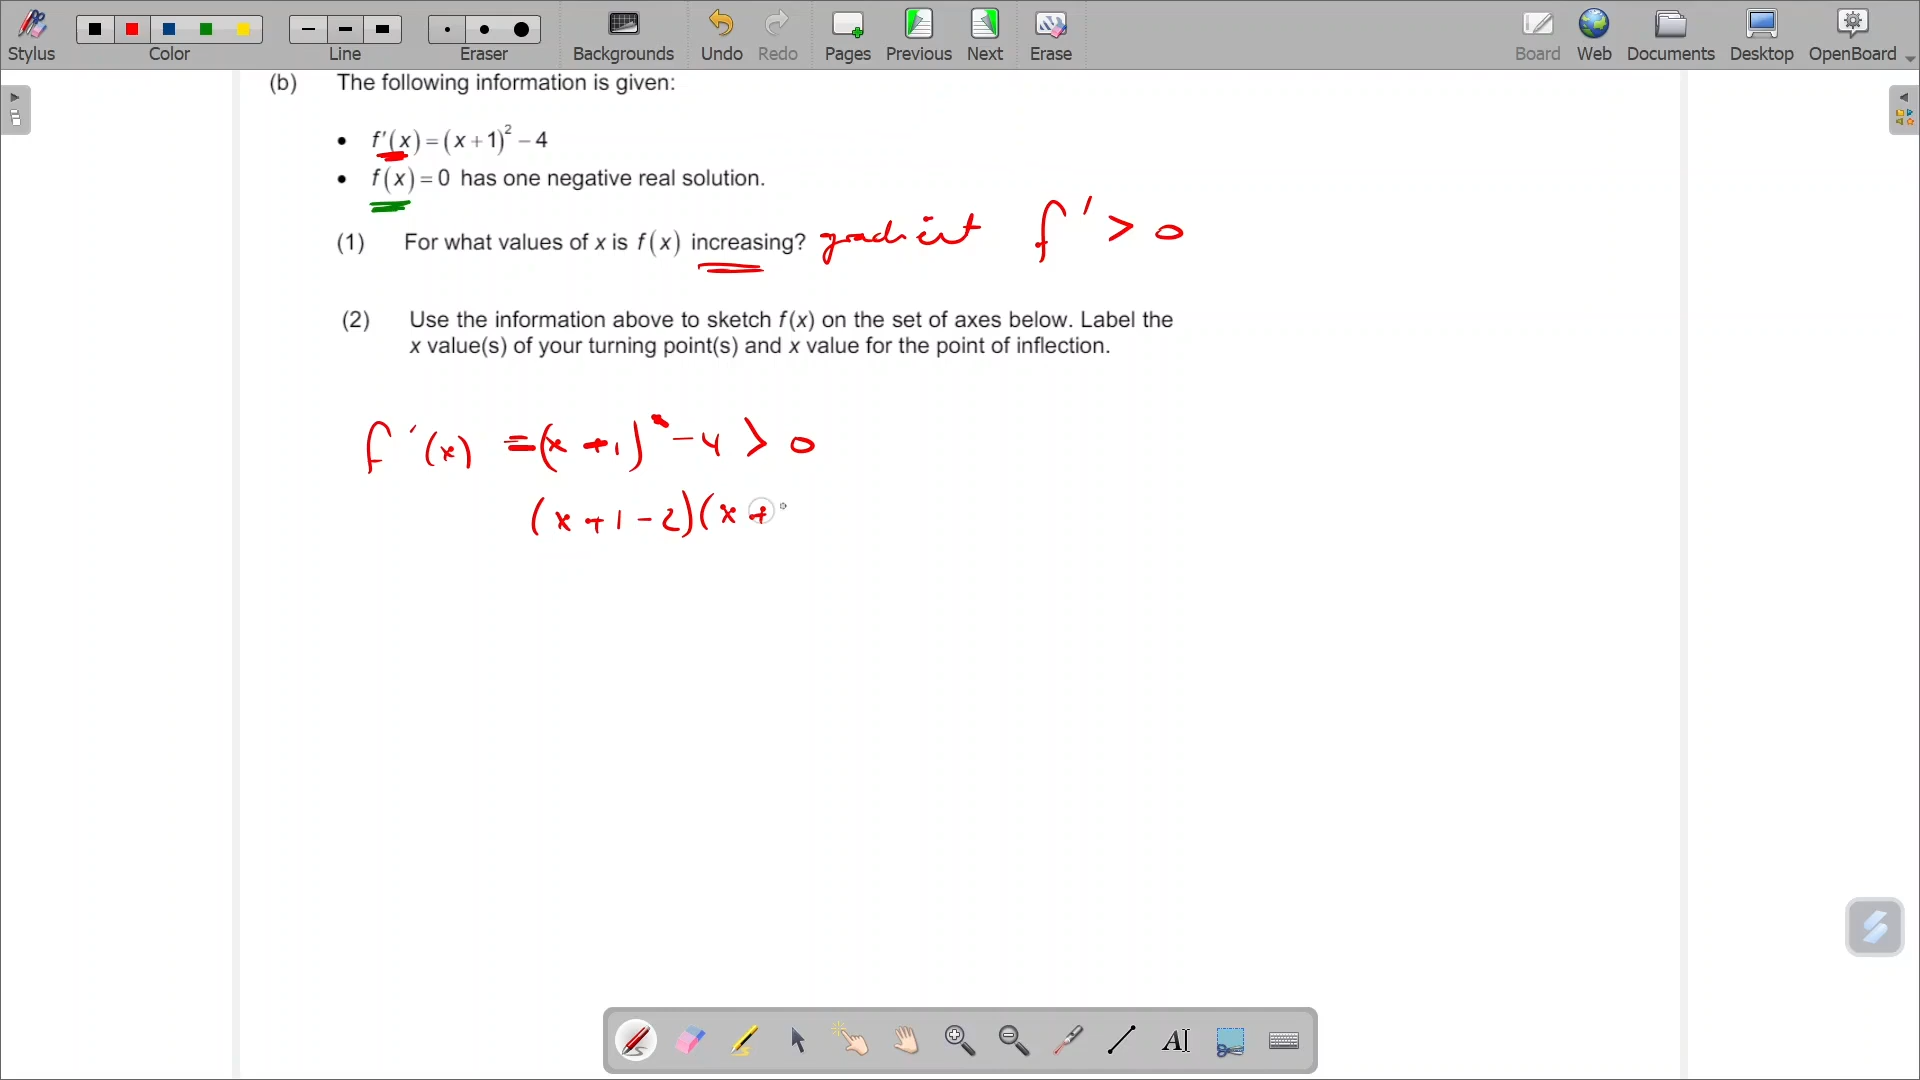 Stylus Color Line Eraser Backgrounds Undo Redo Pages Previous Next Erase Board Web Documents Desktop OpenBoard
(b) The following information is given:
• f′(x) = (x + 1)² − 4
• f(x) = 0 has one negative real solution.
(1) For what values of x is f(x) increasing? gradient f′ > 0
(2) Use the information above to sketch f(x) on the set of axes below. Label the
x value(s) of your turning point(s) and x value for the point of inflection.
f′(x) = (x + 1)² − 4 > 0
(x + 1 − 2)(x +
AI